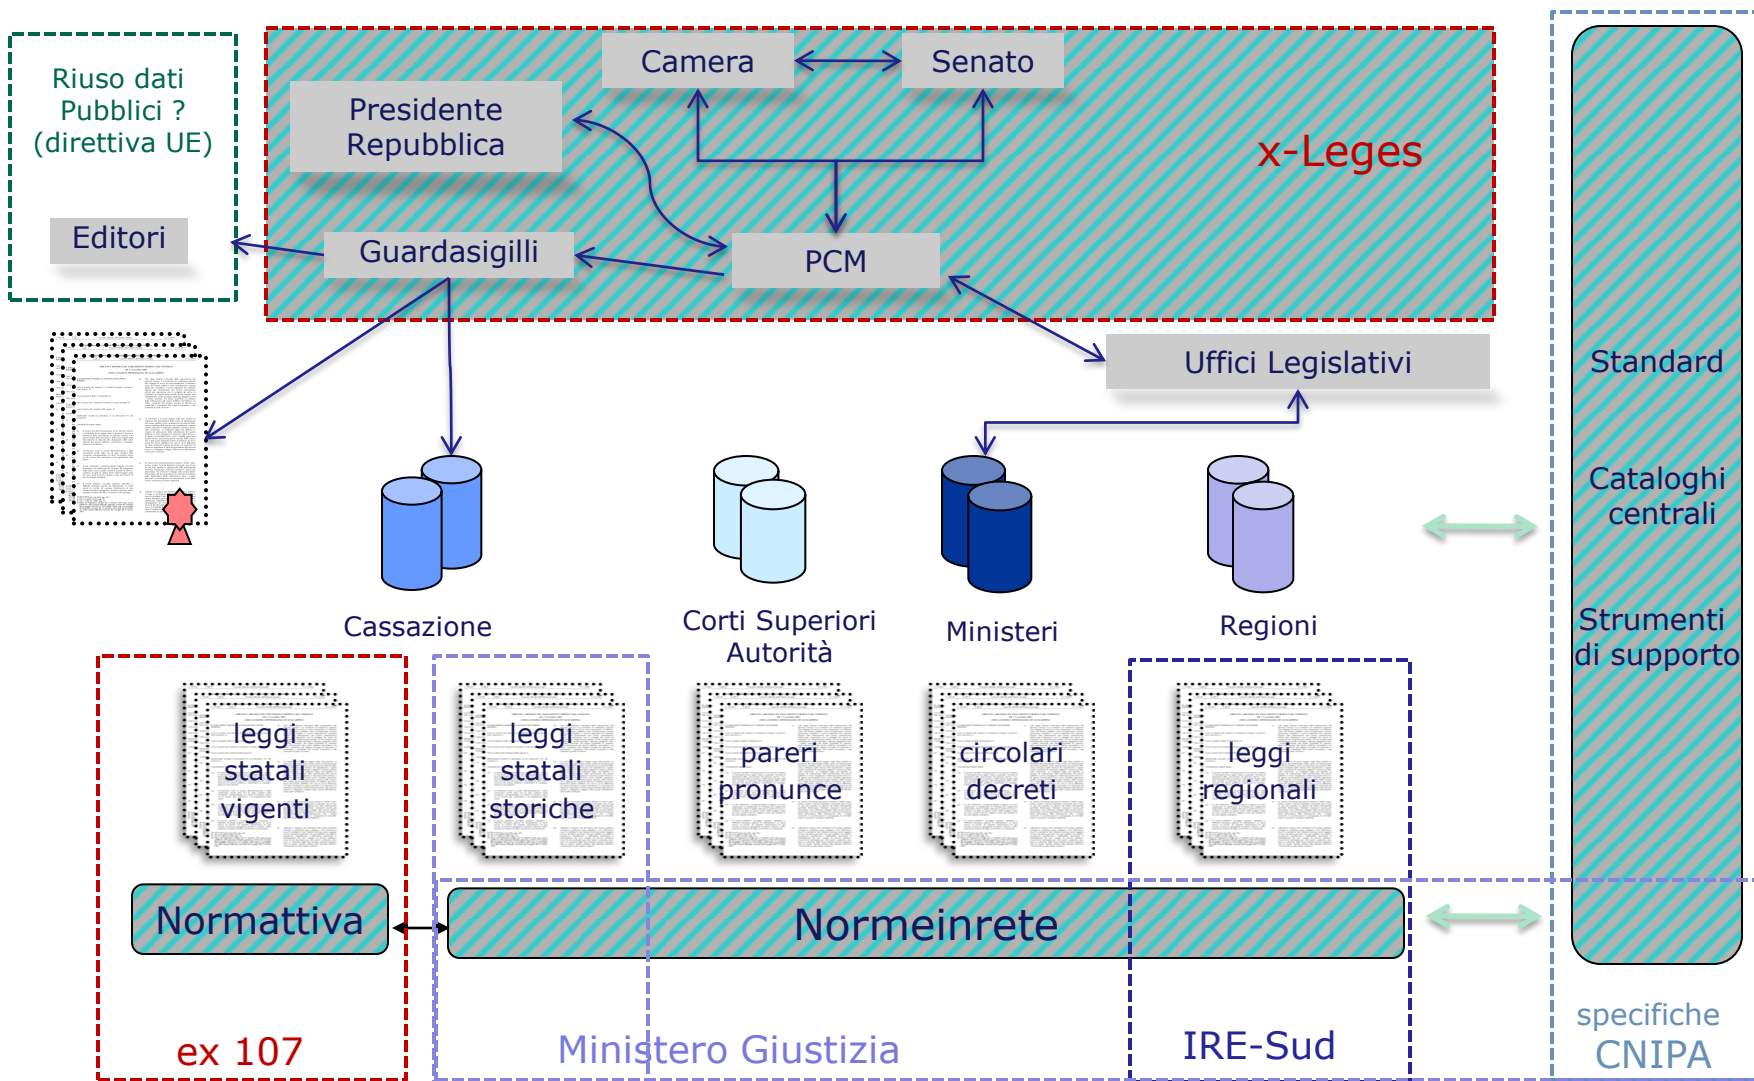 Riuso dati
Pubblici ?
(direttiva UE)
Editori
Camera
Senato
Presidente
Repubblica
x-Leges
Guardasigilli
PCM
Uffici Legislativi
Standard
Cataloghi
centrali
Strumenti
di supporto
Cassazione
Corti Superiori
Autorità
Ministeri
Regioni
leggi
statali
vigenti
leggi
statali
storiche
pareri
pronunce
circolari
decreti
leggi
regionali
Normattiva
Normeinrete
ex 107
Ministero Giustizia
IRE-Sud
specifiche
CNIPA